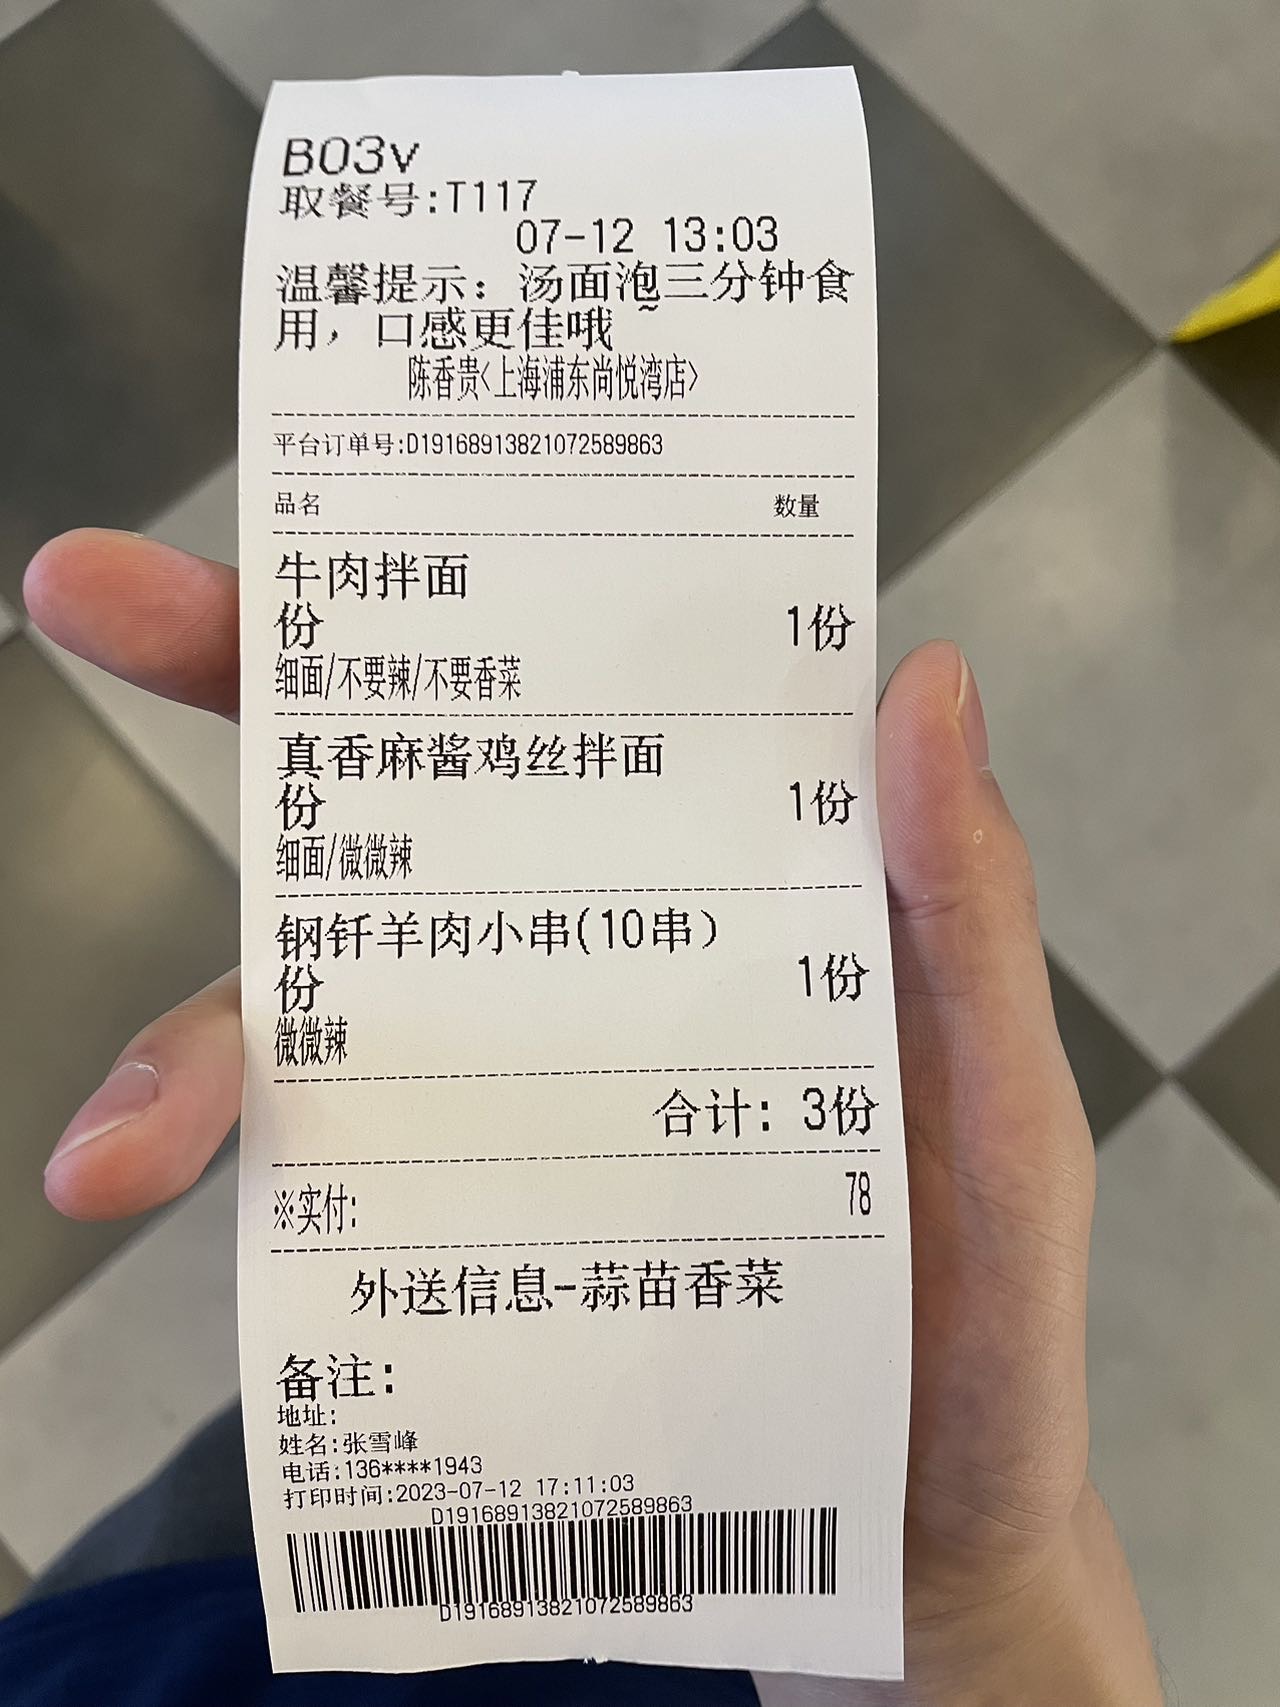 B03v
取餐号:T117
07-12 13:03
温馨提示：汤面泡三分钟食
用，口感更佳哦~
陈香贵<上海浦东尚悦湾店>
平台订单号:D19168913821072589863
品名 数量
牛肉拌面
份 1份
细面/不要辣/不要香菜
真香麻酱鸡丝拌面
份 1份
细面/微微辣
钢钎羊肉小串(10串）
份 1份
微微辣
合计: 3份
※实付: 78
外送信息-蒜苗香菜
备注:
地址:
姓名:张雪峰
电话:136****1943
打印时间:2023-07-12 17:11:03
D19168913821072589863
D19168913821072589863